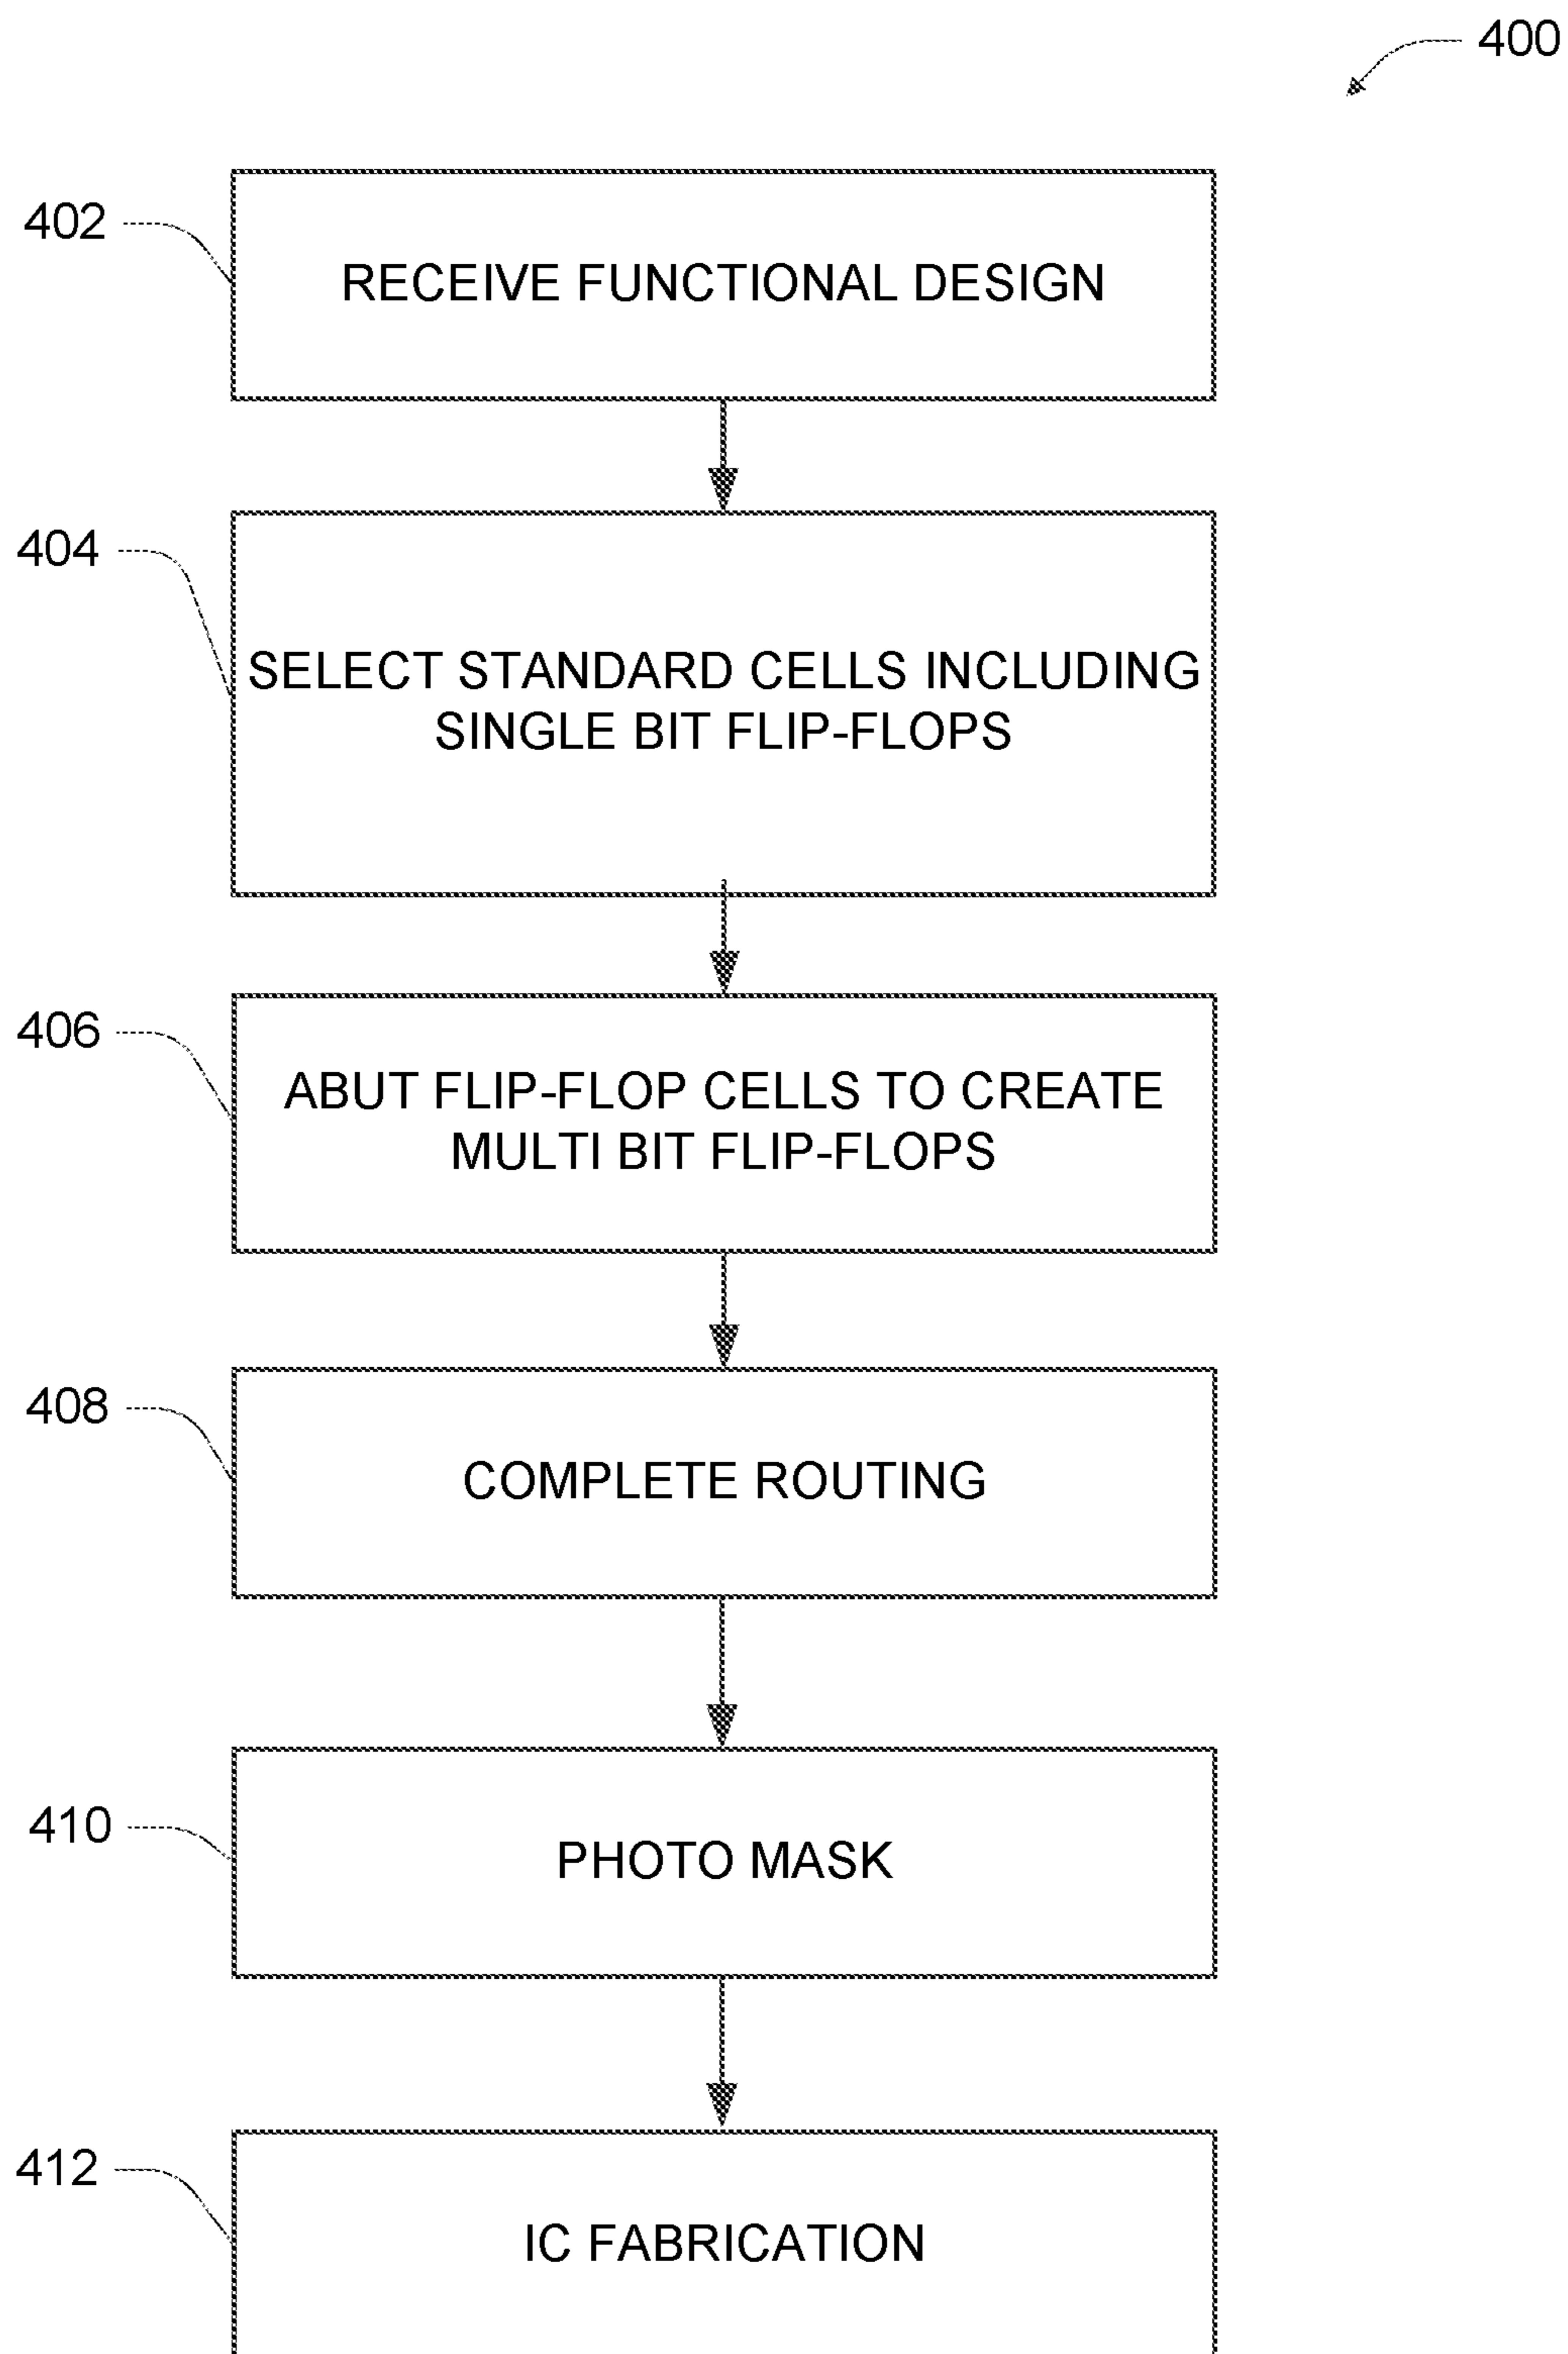 400
402
RECEIVE FUNCTIONAL DESIGN
404
SELECT STANDARD CELLS INCLUDING
SINGLE BIT FLIP-FLOPS
406
ABUT FLIP-FLOP CELLS TO CREATE
MULTI BIT FLIP-FLOPS
408
COMPLETE ROUTING
410
PHOTO MASK
412
IC FABRICATION